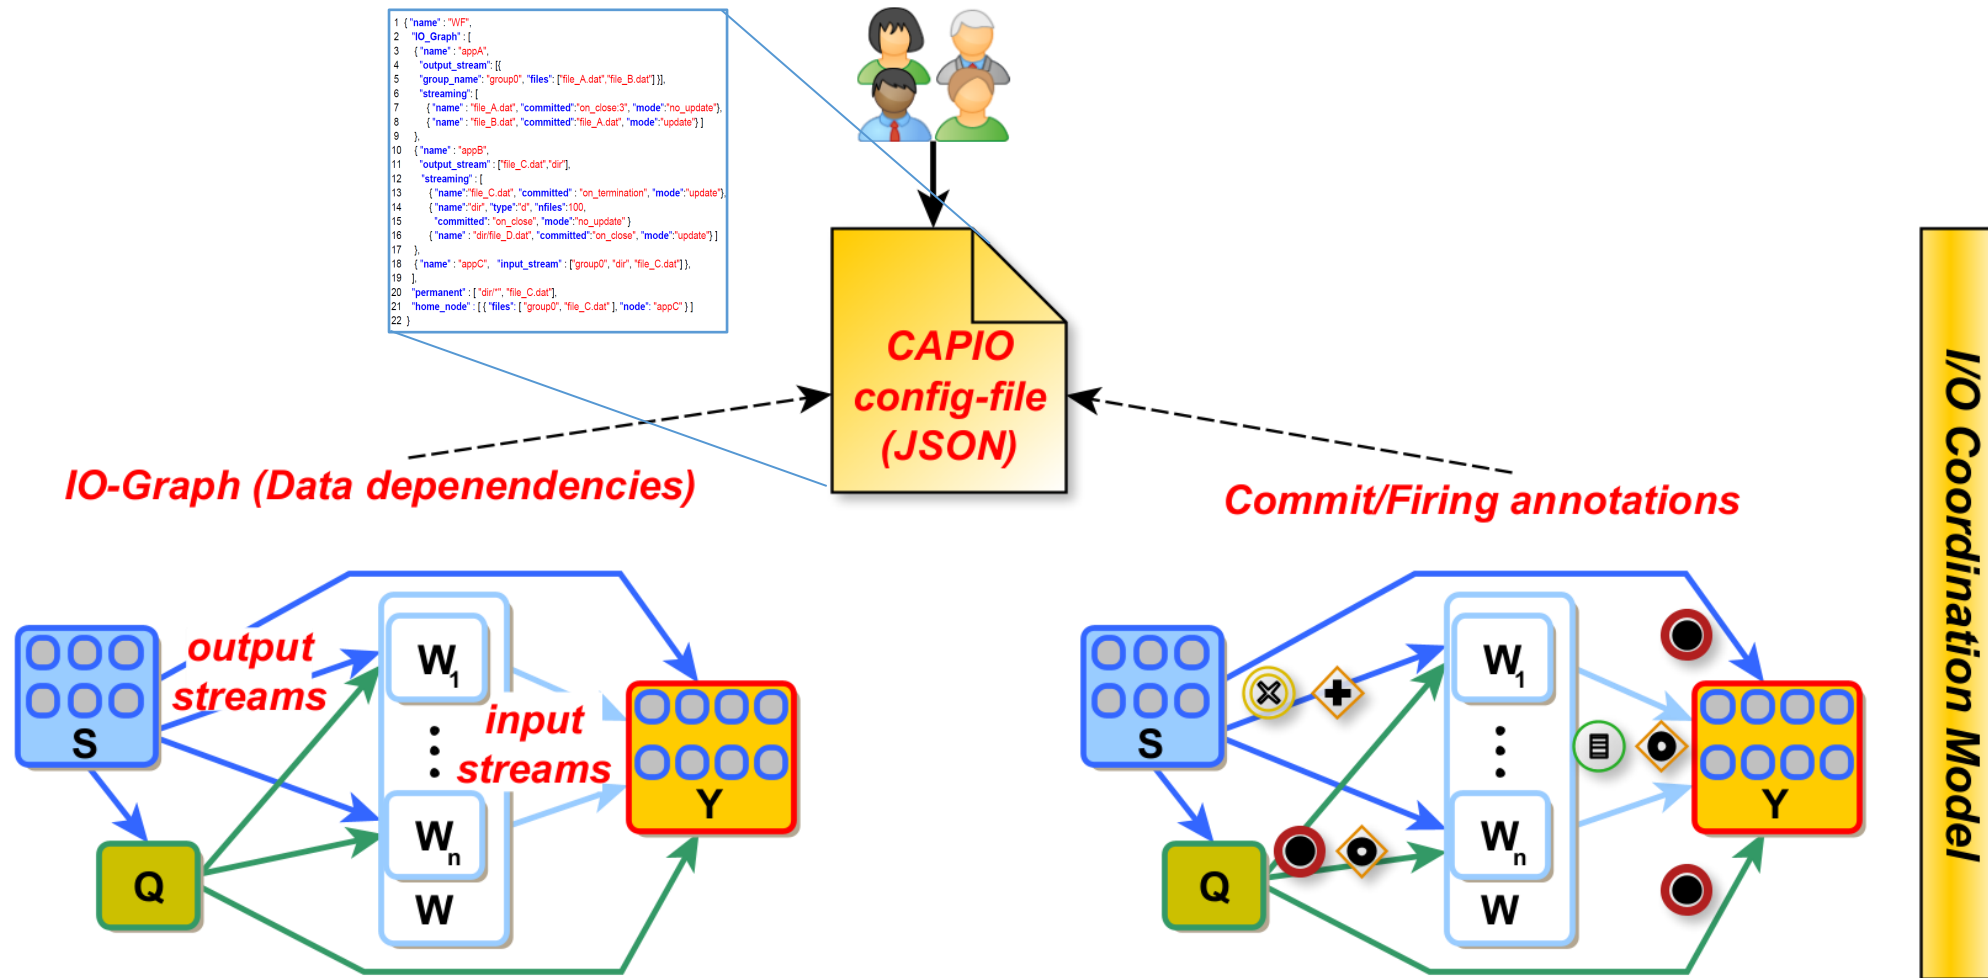 1 { "name" : "WF",
2 "IO_Graph" : [
3 { "name" : "appA",
4 "output_stream": [{
5 "group_name": "group0", "files": ["file_A.dat","file_B.dat"] }],
6 "streaming": [
7 { "name" : "file_A.dat", "committed":"on_close:3", "mode":"no_update"},
8 { "name" : "file_B.dat", "committed":"file_A.dat", "mode":"update"} ]
9 },
10 { "name" : "appB",
11 "output_stream" : ["file_C.dat","dir"],
12 "streaming" : [
13 { "name":"file_C.dat", "committed" : "on_termination", "mode":"update"},
14 { "name":"dir", "type":"d", "nfiles":100,
15 "committed": "on_close", "mode":"no_update" }
16 { "name" : "dir/file_D.dat", "committed":"on_close", "mode":"update"} ]
17 },
18 { "name" : "appC", "input_stream" : ["group0", "dir", "file_C.dat"] },
19 ],
20 "permanent" : [ "dir/*", "file_C.dat"],
21 "home_node" : [ { "files": [ "group0", "file_C.dat" ], "node": "appC" } ]
22 }
CAPIO
config-file
(JSON)
IO-Graph (Data depenendencies)
Commit/Firing annotations
I/O Coordination Model
output
streams
input
streams
S
Q
W1
⋮
Wn
W
Y
S
Q
W1
⋮
Wn
W
Y